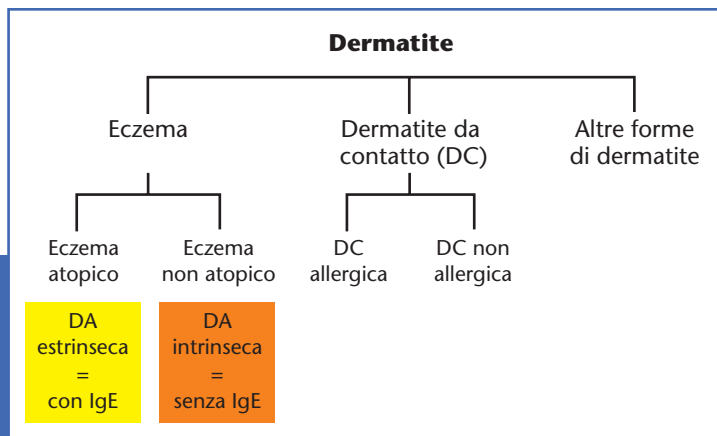 Dermatite
Eczema
Dermatite da
contatto (DC)
Altre forme
di dermatite
Eczema
atopico
Eczema
non atopico
DC
allergica
DC non
allergica
DA
estrinseca
=
con IgE
DA
intrinseca
=
senza IgE